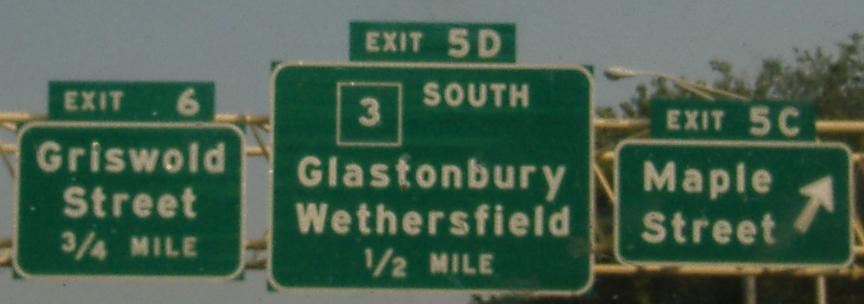 EXIT 6
Griswold
Street
3/4 MILE
EXIT 5D
3 SOUTH
Glastonbury
Wethersfield
1/2 MILE
EXIT 5C
Maple
Street